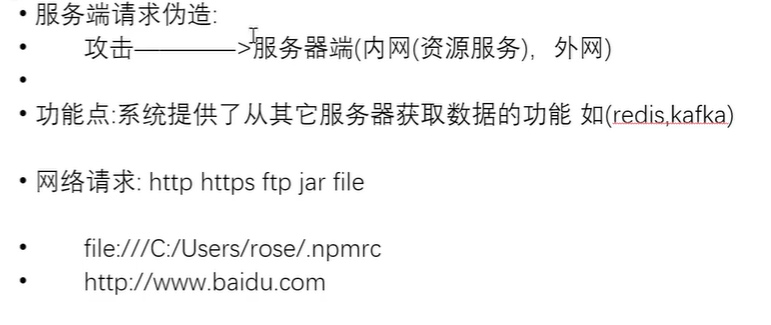 • 服务端请求伪造:
• 攻击————>服务器端(内网(资源服务)，外网)
•
• 功能点:系统提供了从其它服务器获取数据的功能 如(redis,kafka)
• 网络请求: http https ftp jar file
• file:///C:/Users/rose/.npmrc
• http://www.baidu.com